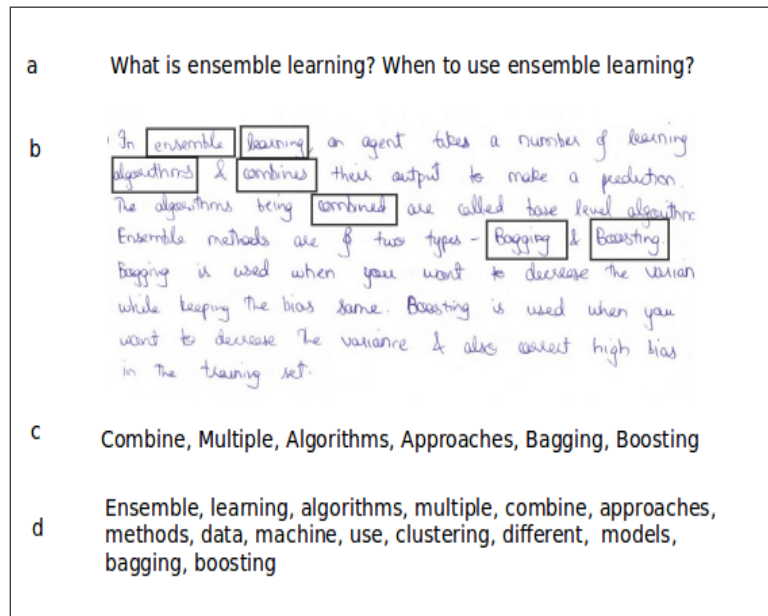 a What is ensemble learning? When to use ensemble learning?
b
In ensemble learning, an agent takes a number of learning
algorithms & combines their output to make a prediction.
The algorithms being combined are called base level algorithm
Ensemble methods are of two types - Bagging & Boosting.
Bagging is used when you want to decrease the varian
while keeping the bias same. Boosting is used when you
want to decrease the variance & also correct high bias
in the training set.
c Combine, Multiple, Algorithms, Approaches, Bagging, Boosting
d
Ensemble, learning, algorithms, multiple, combine, approaches,
methods, data, machine, use, clustering, different, models,
bagging, boosting